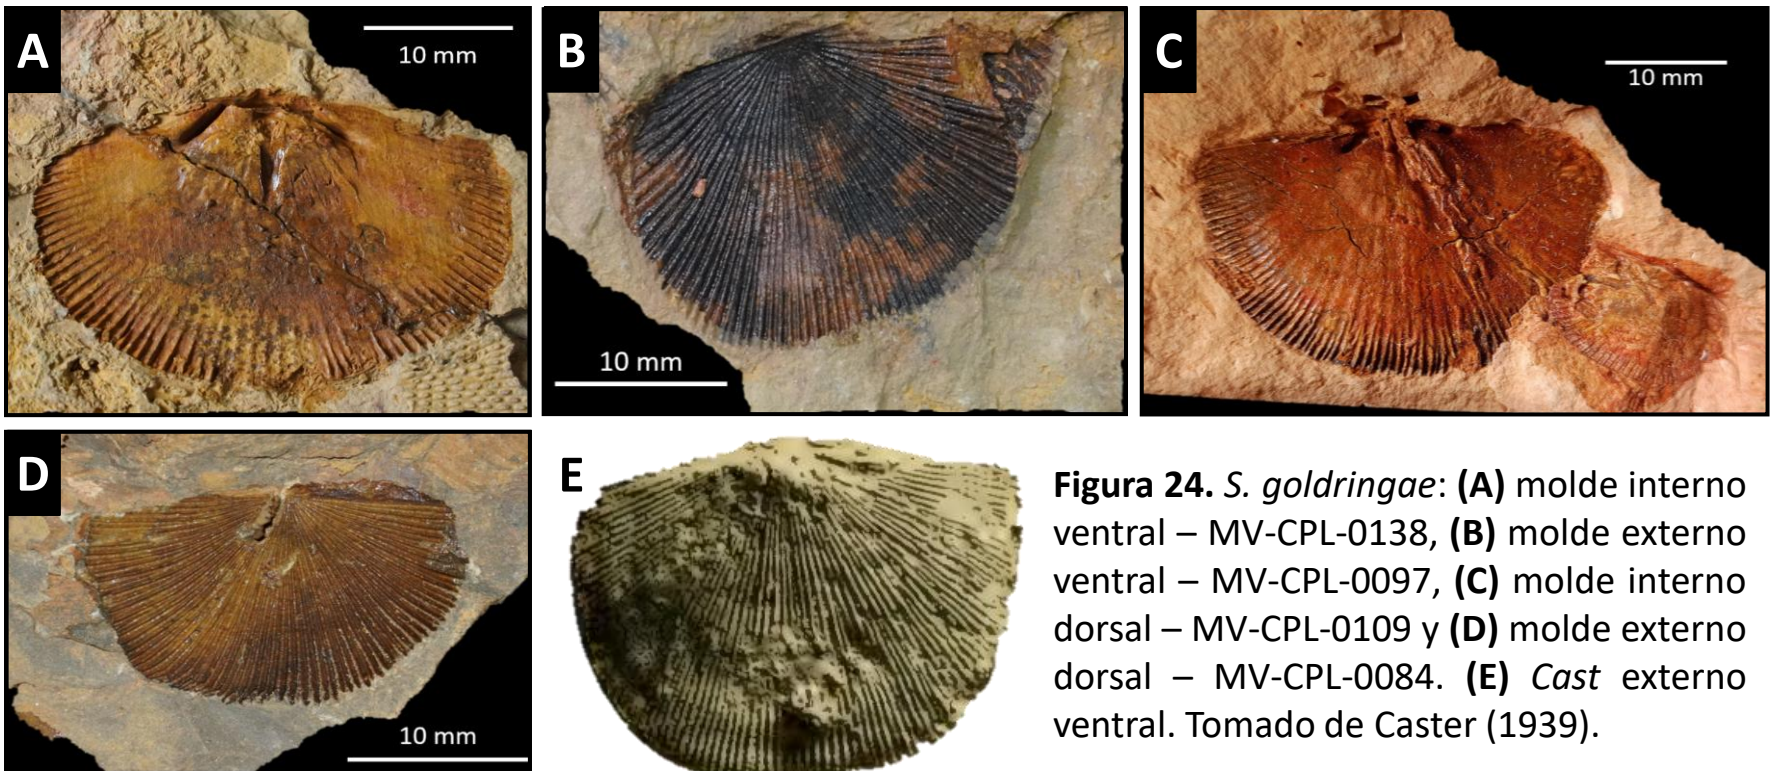 A
10 mm
B
10 mm
C
10 mm
D
10 mm
E
Figura 24. S. goldringae: (A) molde interno
ventral – MV-CPL-0138, (B) molde externo
ventral – MV-CPL-0097, (C) molde interno
dorsal – MV-CPL-0109 y (D) molde externo
dorsal – MV-CPL-0084. (E) Cast externo
ventral. Tomado de Caster (1939).